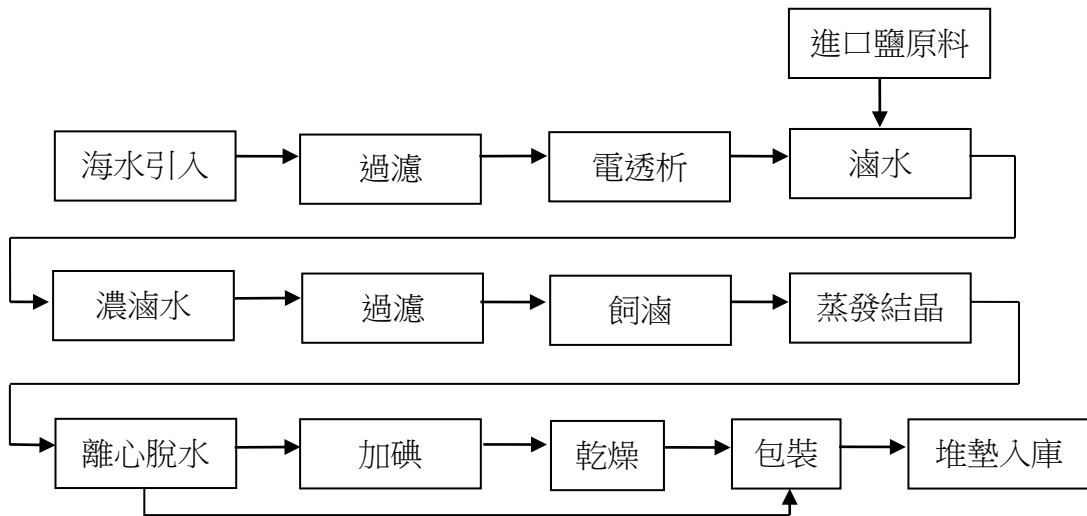 進口鹽原料
海水引入
過濾
電透析
滷水
濃滷水
過濾
飼滷
蒸發結晶
離心脫水
加碘
乾燥
包裝
堆墊入庫